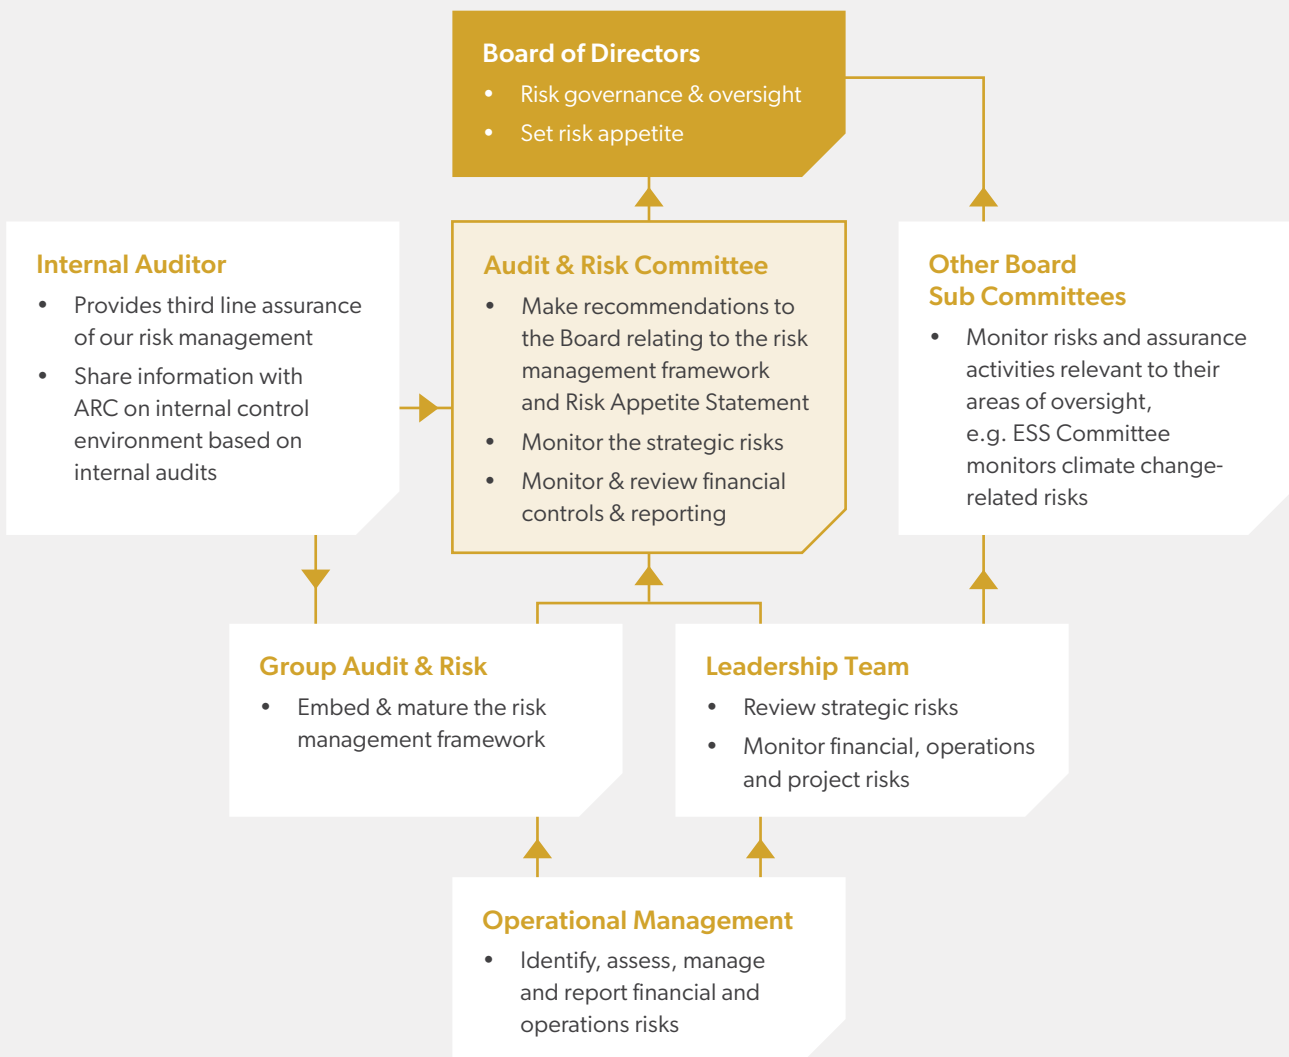 Board of Directors
• Risk governance & oversight
• Set risk appetite
Internal Auditor
• Provides third line assurance
of our risk management
• Share information with
ARC on internal control
environment based on
internal audits
Audit & Risk Committee
• Make recommendations to
the Board relating to the risk
management framework
and Risk Appetite Statement
• Monitor the strategic risks
• Monitor & review financial
controls & reporting
Other Board
Sub Committees
• Monitor risks and assurance
activities relevant to their
areas of oversight,
e.g. ESS Committee
monitors climate change-
related risks
Group Audit & Risk
• Embed & mature the risk
management framework
Leadership Team
• Review strategic risks
• Monitor financial, operations
and project risks
Operational Management
• Identify, assess, manage
and report financial and
operations risks